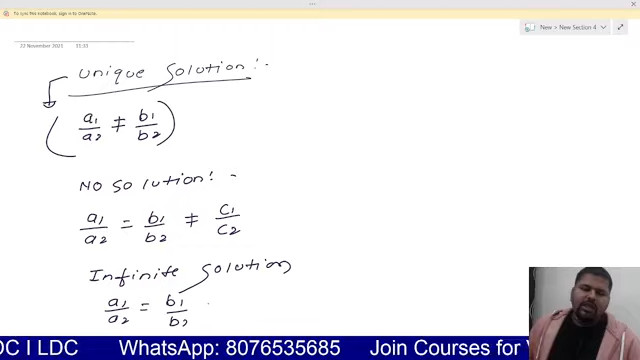 To sync this notebook, sign in to OneNote.
New > New Section 4
22 November 2021 11:33
Unique Solution:-
( a1/a2 ≠ b1/b2 )
No solution:-
a1/a2 = b1/b2 ≠ c1/c2
Infinite solution
a1/a2 = b1/b2
DC I LDC WhatsApp: 8076535685 Join Courses for V